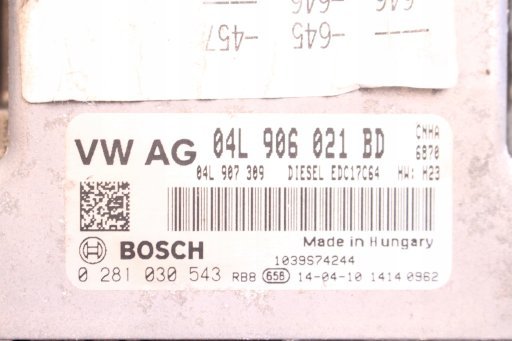 646 -646
-645 -457
VW AG 04L 906 021 BD CNHA
6870
04L 907 309 DIESEL EDC17C64 HW: H23
BOSCH Made in Hungary
1039S74244
0 281 030 543 RBB 656 14-04-10 1414 0962